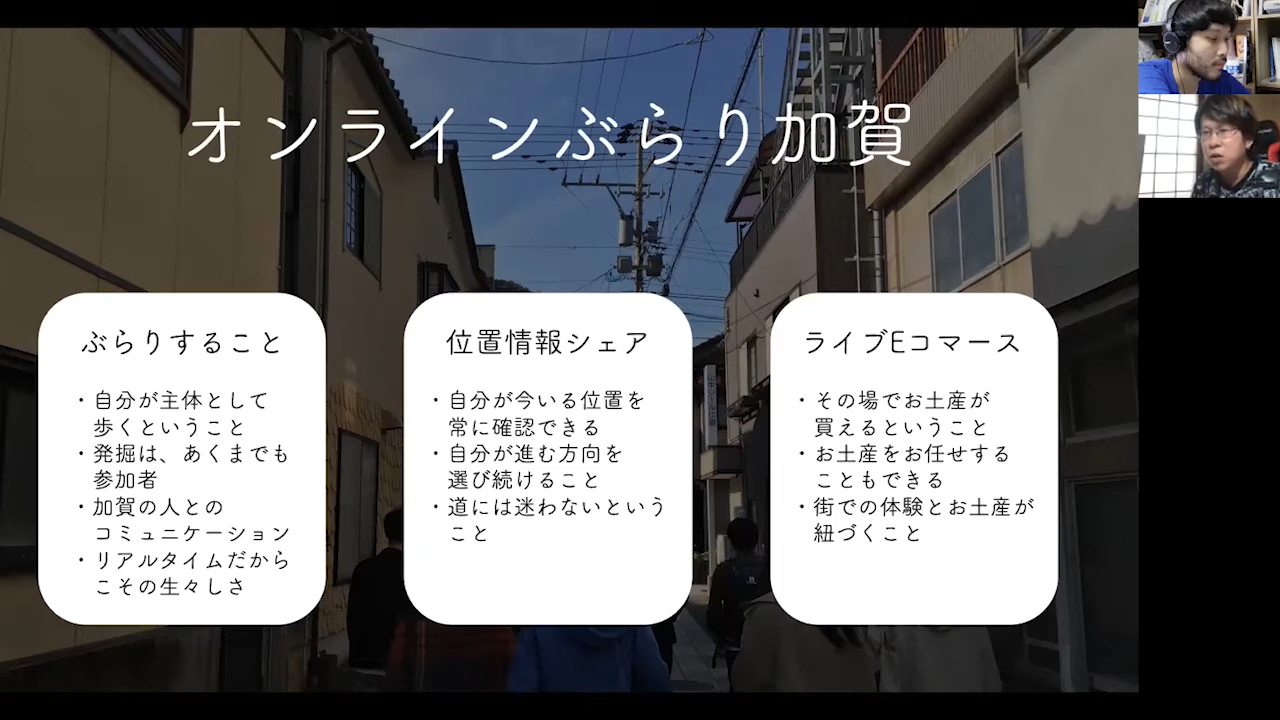 オンラインぶらり加賀
ぶらりすること
・自分が主体として
歩くということ
・発掘は、あくまでも
参加者
・加賀の人との
コミュニケーション
・リアルタイムだから
こその生々しさ
位置情報シェア
・自分が今いる位置を
常に確認できる
・自分が進む方向を
選び続けること
・道には迷わないという
こと
ライブEコマース
・その場でお土産が
買えるということ
・お土産をお任せする
こともできる
・街での体験とお土産が
紐づくこと